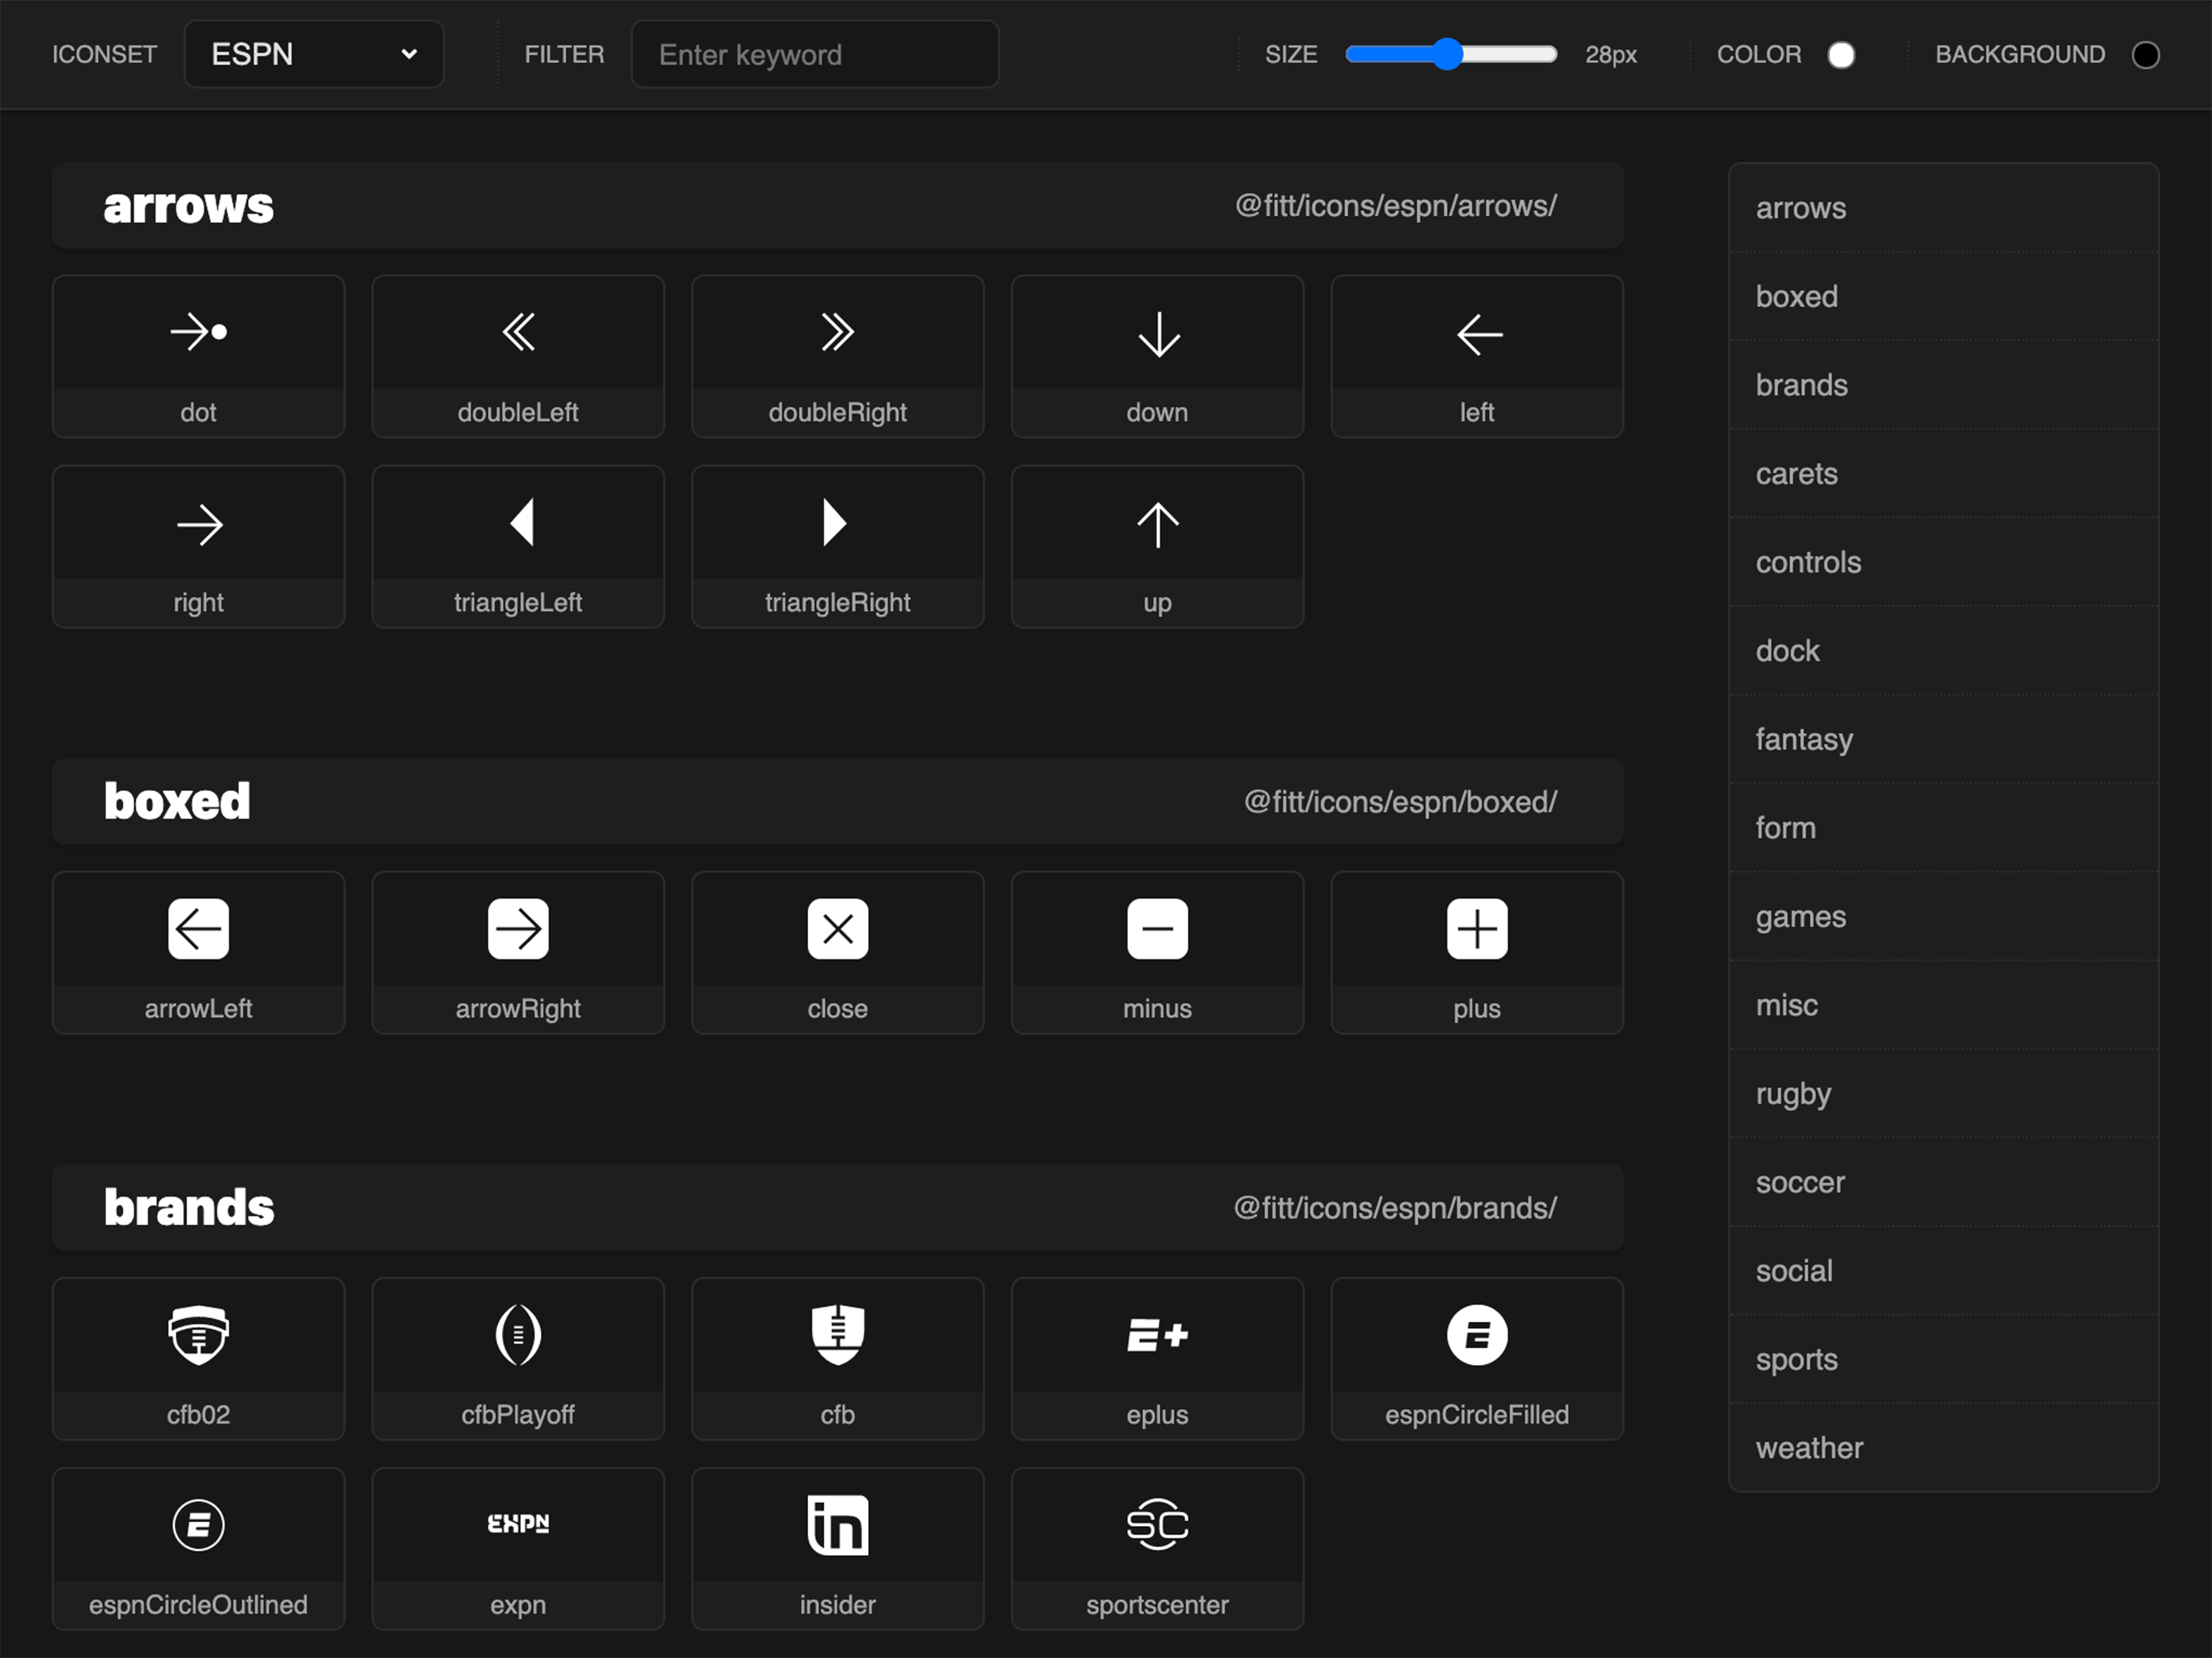 ICONSET ESPN FILTER Enter keyword SIZE 28px COLOR BACKGROUND
arrows @fitt/icons/espn/arrows/
dot doubleLeft doubleRight down left
right triangleLeft triangleRight up
boxed @fitt/icons/espn/boxed/
arrowLeft arrowRight close minus plus
brands @fitt/icons/espn/brands/
E+ E
cfb02 cfbPlayoff cfb eplus espnCircleFilled
E EXPN in SC
espnCircleOutlined expn insider sportscenter
arrows
boxed
brands
carets
controls
dock
fantasy
form
games
misc
rugby
soccer
social
sports
weather